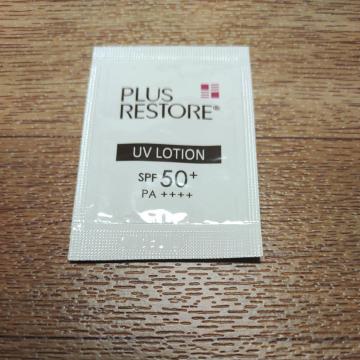 PLUS
RESTORE®
UV LOTION
SPF 50+
PA ++++